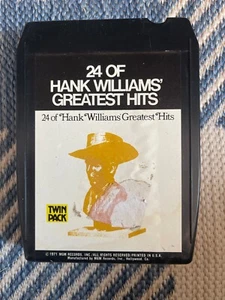 24 OF
HANK WILLIAMS'
GREATEST HITS
24 of "Hank" Williams Greatest "Hits
TWIN
PACK
© 1971 MGM RECORDS, INC. /ALL RIGHTS RESERVED/PRINTED IN U.S.A.
Manufactured by MGM Records, Inc., Hollywood, Ca.